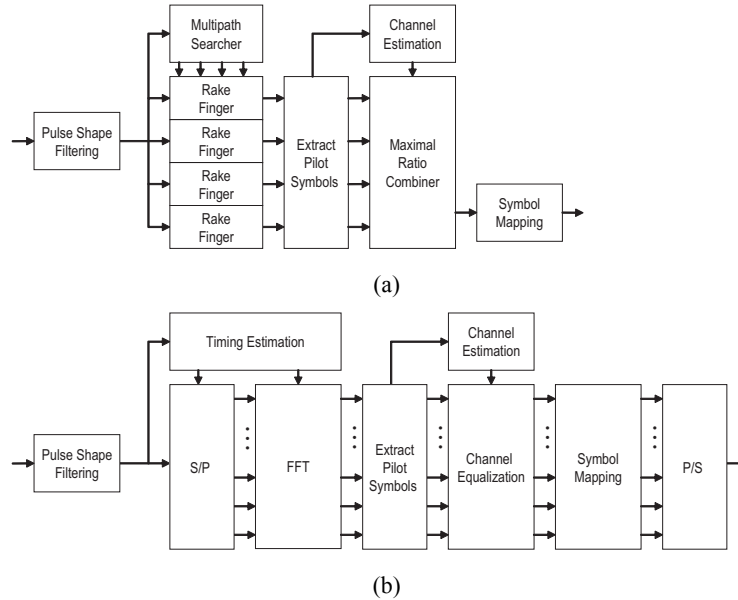 Multipath
Searcher
Channel
Estimation
Pulse Shape
Filtering
Rake
Finger
Rake
Finger
Rake
Finger
Rake
Finger
Extract
Pilot
Symbols
Maximal
Ratio
Combiner
Symbol
Mapping
(a)
Timing Estimation
Channel
Estimation
Pulse Shape
Filtering
S/P
FFT
Extract
Pilot
Symbols
Channel
Equalization
Symbol
Mapping
P/S
(b)